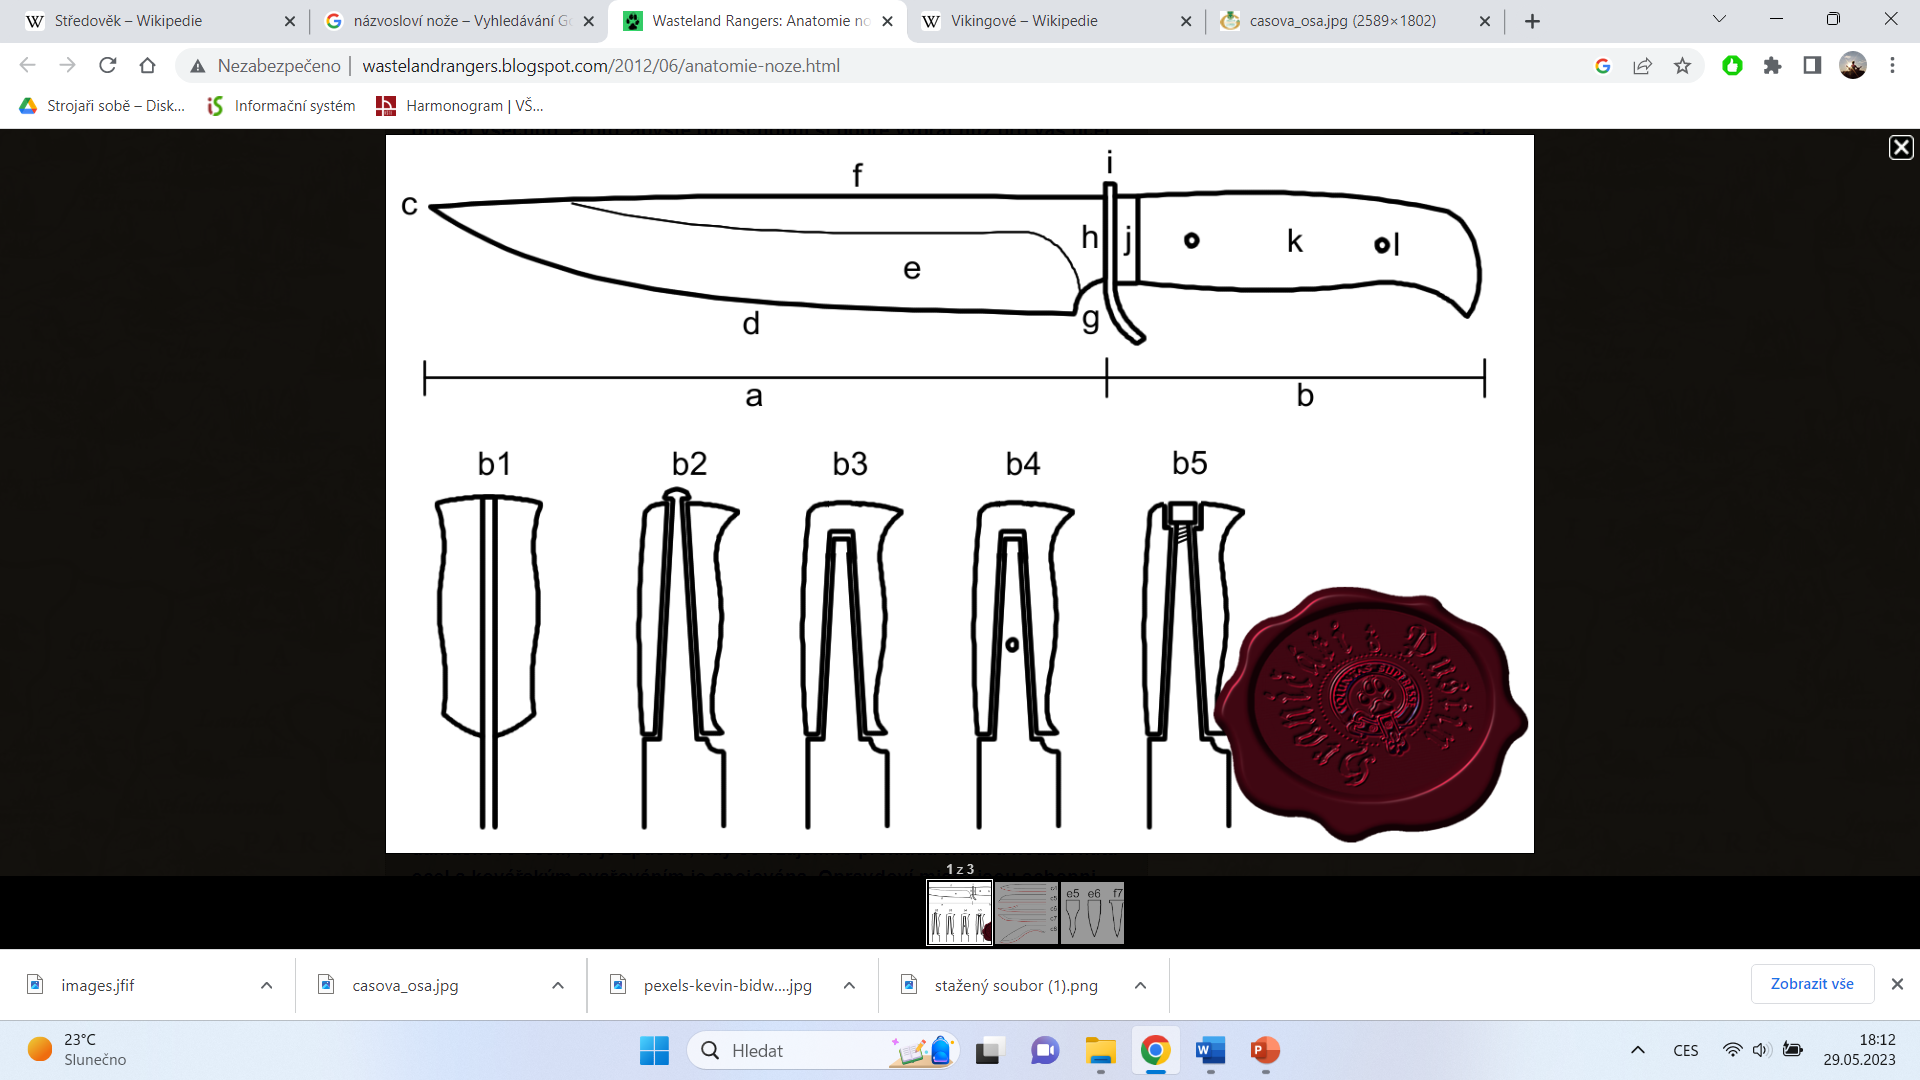 Středověk – Wikipedie
názvosloví nože – Vyhledávání Go
Wasteland Rangers: Anatomie no
Vikingové – Wikipedie
casova_osa.jpg (2589×1802)
Nezabezpečeno | wastelandrangers.blogspot.com/2012/06/anatomie-noze.html
Strojaři sobě – Disk...
Informační systém
Harmonogram | VŠ...
i
f
c
h
j
k
l
e
d
g
a
b
b1
b2
b3
b4
b5
1 z 3
e5 e6 f7
images.jfif
casova_osa.jpg
pexels-kevin-bidw....jpg
stažený soubor (1).png
Zobrazit vše
23°C
Slunečno
Hledat
CES
18:12
29.05.2023